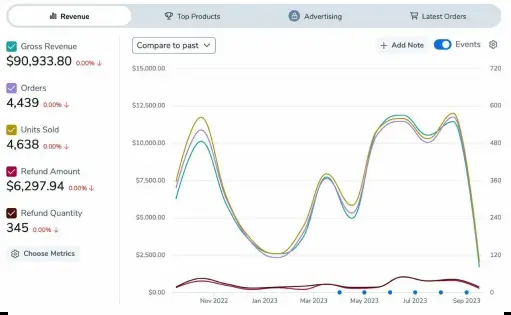 Revenue
Top Products
Advertising
Latest Orders
Gross Revenue
$90,933.80 0.00% ↓
Orders
4,439 0.00% ↓
Units Sold
4,638 0.00% ↓
Refund Amount
$6,297.94 0.00% ↓
Refund Quantity
345 0.00% ↓
Choose Metrics
Compare to past
+ Add Note
Events
$15,000.00 720
$12,500.00 600
$10,000.00 480
$7,500.00 360
$5,000.00 240
$2,500.00 120
$0.00 0
Nov 2022 Jan 2023 Mar 2023 May 2023 Jul 2023 Sep 2023